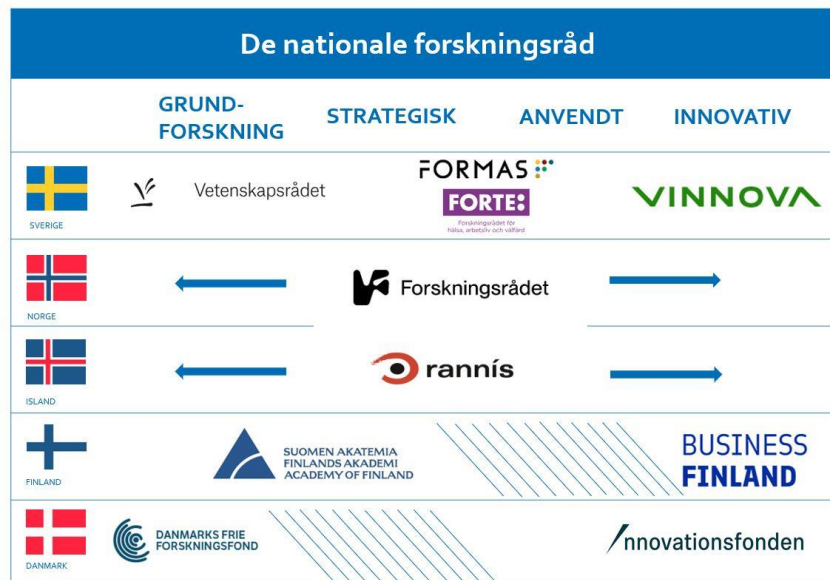 De nationale forskningsråd
GRUND-
FORSKNING
STRATEGISK
ANVENDT
INNOVATIV
SVERIGE
Vetenskapsrådet
FORMAS
FORTE:
Forskningsrådet för
hälsa, arbetsliv och välfärd
VINNOVA
NORGE
Forskningsrådet
ISLAND
rannís
FINLAND
SUOMEN AKATEMIA
FINLANDS AKADEMI
ACADEMY OF FINLAND
BUSINESS
FINLAND
DANMARK
DANMARKS FRIE
FORSKNINGSFOND
Innovationsfonden